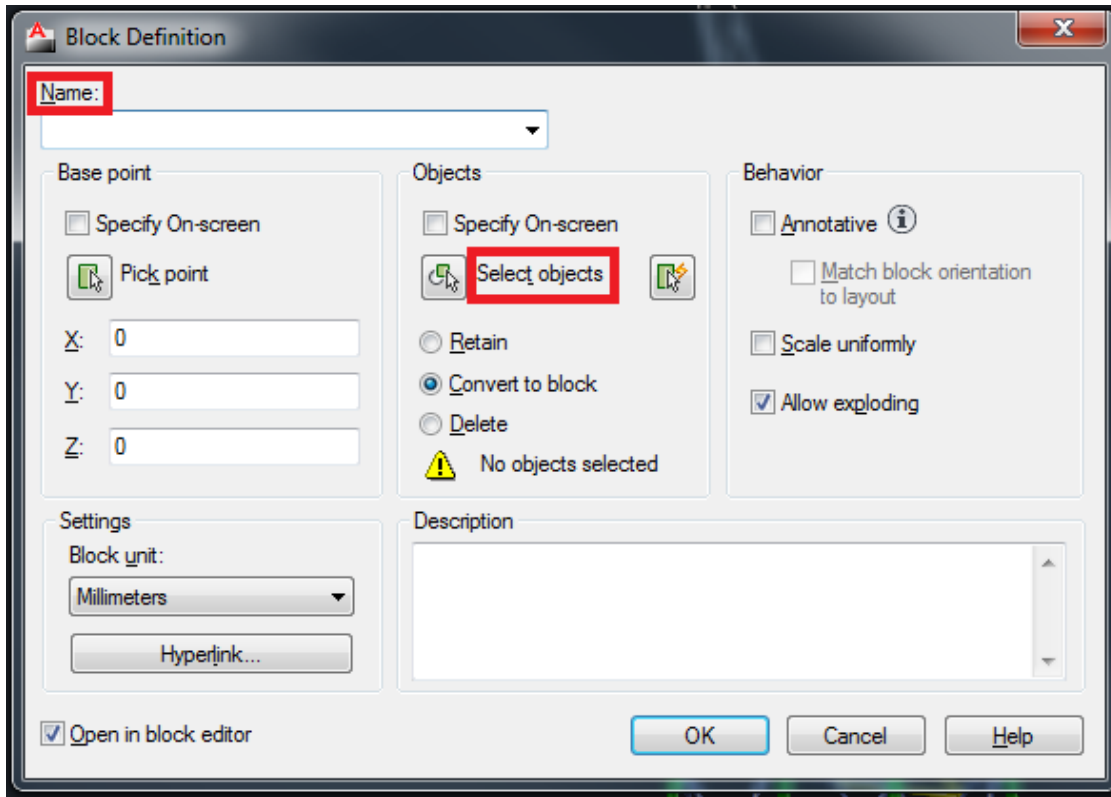 Block Definition
Name:
Base point
Specify On-screen
Pick point
X: 0
Y: 0
Z: 0
Objects
Specify On-screen
Select objects
Retain
Convert to block
Delete
No objects selected
Behavior
Annotative
Match block orientation
to layout
Scale uniformly
Allow exploding
Settings
Block unit:
Millimeters
Hyperlink...
Description
Open in block editor
OK Cancel Help